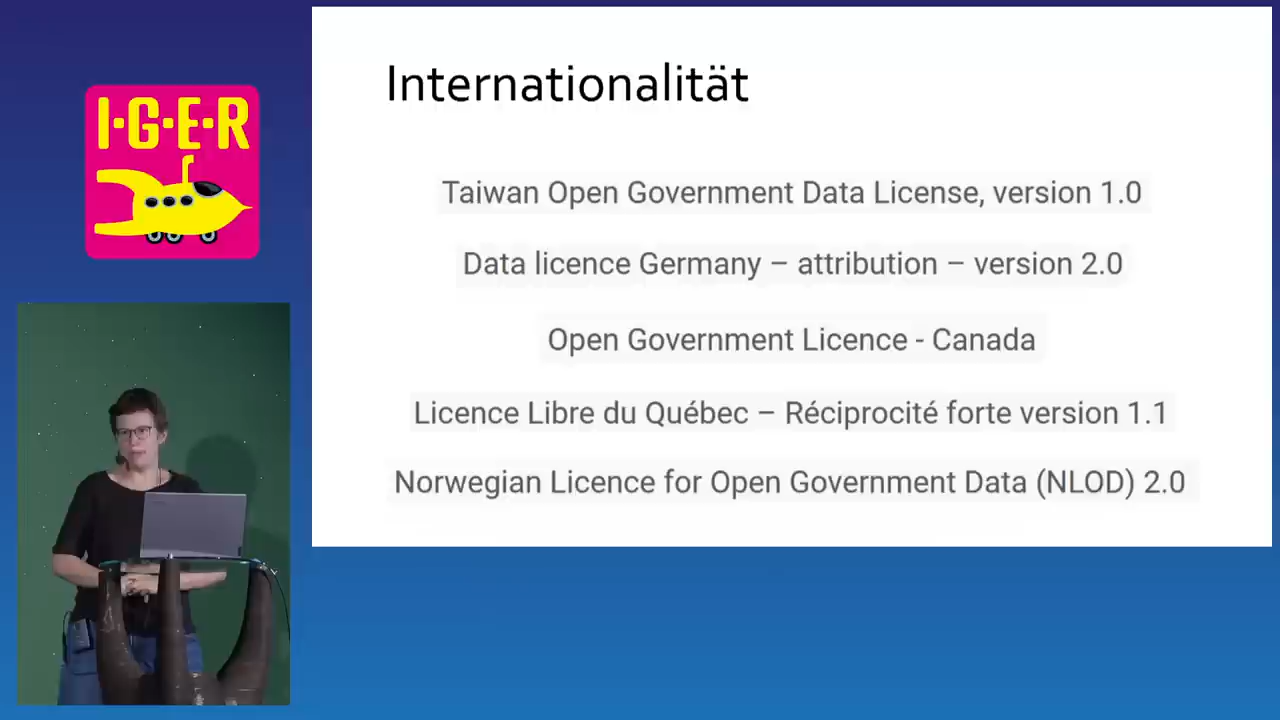 I·G·E·R
Internationalität
Taiwan Open Government Data License, version 1.0
Data licence Germany – attribution – version 2.0
Open Government Licence - Canada
Licence Libre du Québec – Réciprocité forte version 1.1
Norwegian Licence for Open Government Data (NLOD) 2.0